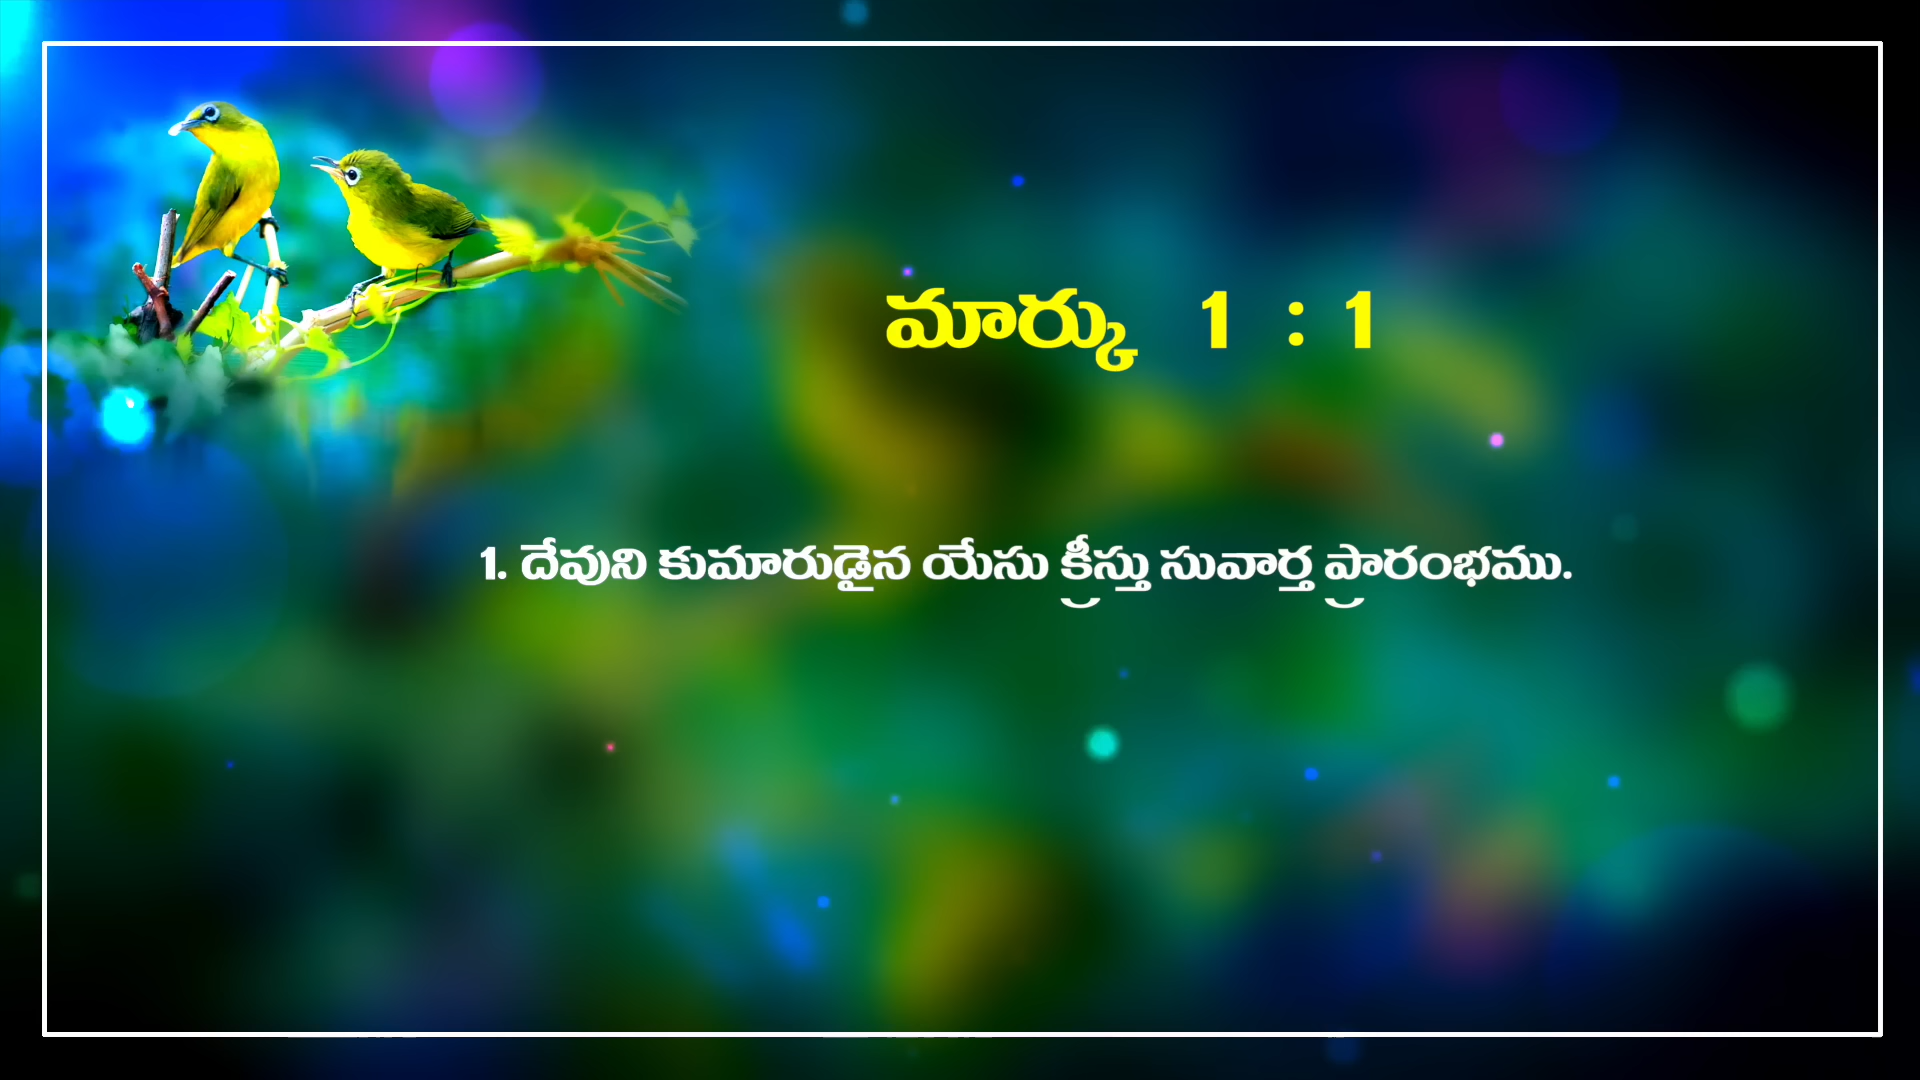 మార్కు 1 : 1
1. దేవుని కుమారుడైన యేసు క్రీస్తు సువార్త ప్రారంభము.